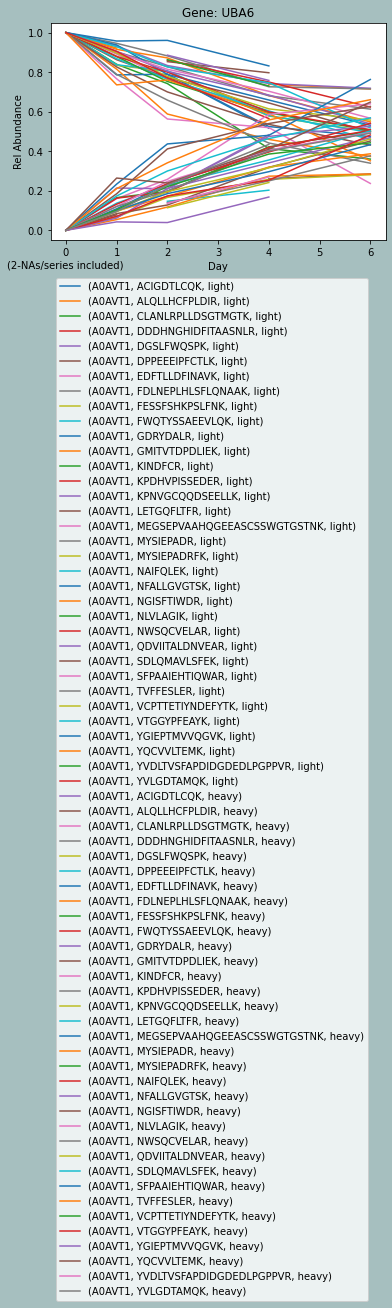 Gene: UBA6
1.0
0.8
0.6
0.4
0.2
0.0
Rel Abundance
0 1 2 3 4 5 6
(2-NAs/series included)
Day
(A0AVT1, ACIGDTLCQK, light)
(A0AVT1, ALQLLHCFPLDIR, light)
(A0AVT1, CLANLRPLLDSGTMGTK, light)
(A0AVT1, DDDHNGHIDFITAASNLR, light)
(A0AVT1, DGSLFWQSPK, light)
(A0AVT1, DPPEEEIPFCTLK, light)
(A0AVT1, EDFTLLDFINAVK, light)
(A0AVT1, FDLNEPLHLSFLQNAAK, light)
(A0AVT1, FESSFSHKPSLFNK, light)
(A0AVT1, FWQTYSSAEEVLQK, light)
(A0AVT1, GDRYDALR, light)
(A0AVT1, GMITVTDPDLIEK, light)
(A0AVT1, KINDFCR, light)
(A0AVT1, KPDHVPISSEDER, light)
(A0AVT1, KPNVGCQQDSEELLK, light)
(A0AVT1, LETGQFLTFR, light)
(A0AVT1, MEGSEPVAAHQGEEASCSSWGTGSTNK, light)
(A0AVT1, MYSIEPADR, light)
(A0AVT1, MYSIEPADRFK, light)
(A0AVT1, NAIFQLEK, light)
(A0AVT1, NFALLGVGTSK, light)
(A0AVT1, NGISFTIWDR, light)
(A0AVT1, NLVLAGIK, light)
(A0AVT1, NWSQCVELAR, light)
(A0AVT1, QDVIITALDNVEAR, light)
(A0AVT1, SDLQMAVLSFEK, light)
(A0AVT1, SFPAAIEHTIQWAR, light)
(A0AVT1, TVFFESLER, light)
(A0AVT1, VCPTTETIYNDEFYTK, light)
(A0AVT1, VTGGYPFEAYK, light)
(A0AVT1, YGIEPTMVVQGVK, light)
(A0AVT1, YQCVVLTEMK, light)
(A0AVT1, YVDLTVSFAPDIDGDEDLPGPPVR, light)
(A0AVT1, YVLGDTAMQK, light)
(A0AVT1, ACIGDTLCQK, heavy)
(A0AVT1, ALQLLHCFPLDIR, heavy)
(A0AVT1, CLANLRPLLDSGTMGTK, heavy)
(A0AVT1, DDDHNGHIDFITAASNLR, heavy)
(A0AVT1, DGSLFWQSPK, heavy)
(A0AVT1, DPPEEEIPFCTLK, heavy)
(A0AVT1, EDFTLLDFINAVK, heavy)
(A0AVT1, FDLNEPLHLSFLQNAAK, heavy)
(A0AVT1, FESSFSHKPSLFNK, heavy)
(A0AVT1, FWQTYSSAEEVLQK, heavy)
(A0AVT1, GDRYDALR, heavy)
(A0AVT1, GMITVTDPDLIEK, heavy)
(A0AVT1, KINDFCR, heavy)
(A0AVT1, KPDHVPISSEDER, heavy)
(A0AVT1, KPNVGCQQDSEELLK, heavy)
(A0AVT1, LETGQFLTFR, heavy)
(A0AVT1, MEGSEPVAAHQGEEASCSSWGTGSTNK, heavy)
(A0AVT1, MYSIEPADR, heavy)
(A0AVT1, MYSIEPADRFK, heavy)
(A0AVT1, NAIFQLEK, heavy)
(A0AVT1, NFALLGVGTSK, heavy)
(A0AVT1, NGISFTIWDR, heavy)
(A0AVT1, NLVLAGIK, heavy)
(A0AVT1, NWSQCVELAR, heavy)
(A0AVT1, QDVIITALDNVEAR, heavy)
(A0AVT1, SDLQMAVLSFEK, heavy)
(A0AVT1, SFPAAIEHTIQWAR, heavy)
(A0AVT1, TVFFESLER, heavy)
(A0AVT1, VCPTTETIYNDEFYTK, heavy)
(A0AVT1, VTGGYPFEAYK, heavy)
(A0AVT1, YGIEPTMVVQGVK, heavy)
(A0AVT1, YQCVVLTEMK, heavy)
(A0AVT1, YVDLTVSFAPDIDGDEDLPGPPVR, heavy)
(A0AVT1, YVLGDTAMQK, heavy)